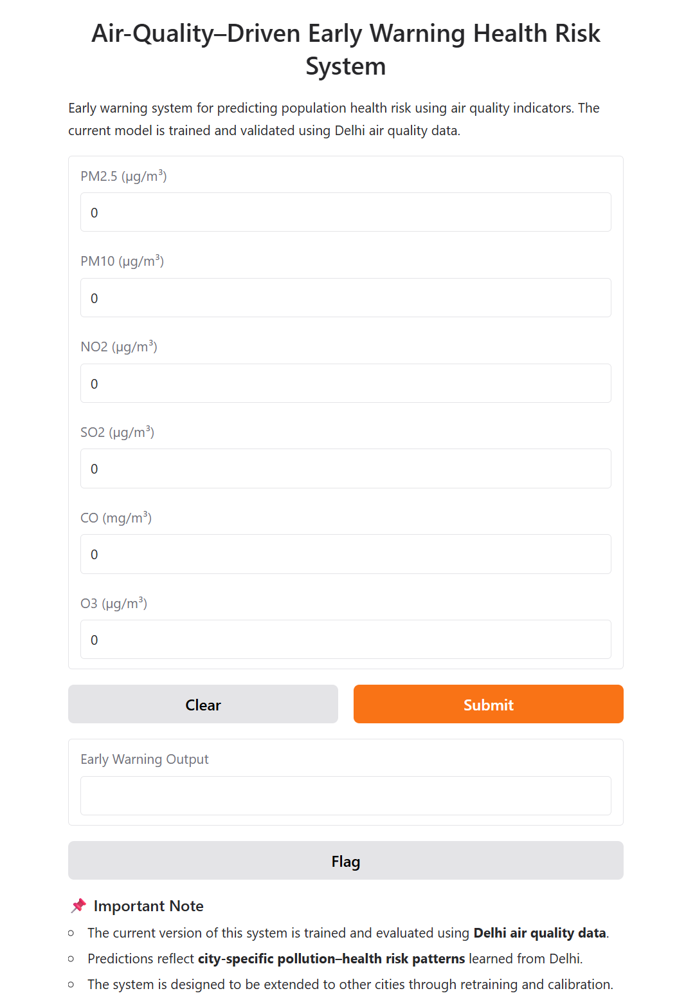 Air-Quality–Driven Early Warning Health Risk
System
Early warning system for predicting population health risk using air quality indicators. The
current model is trained and validated using Delhi air quality data.
PM2.5 (µg/m³)
0
PM10 (µg/m³)
0
NO2 (µg/m³)
0
SO2 (µg/m³)
0
CO (mg/m³)
0
O3 (µg/m³)
0
Clear
Submit
Early Warning Output
Flag
📌 Important Note
The current version of this system is trained and evaluated using Delhi air quality data.
Predictions reflect city-specific pollution–health risk patterns learned from Delhi.
The system is designed to be extended to other cities through retraining and calibration.